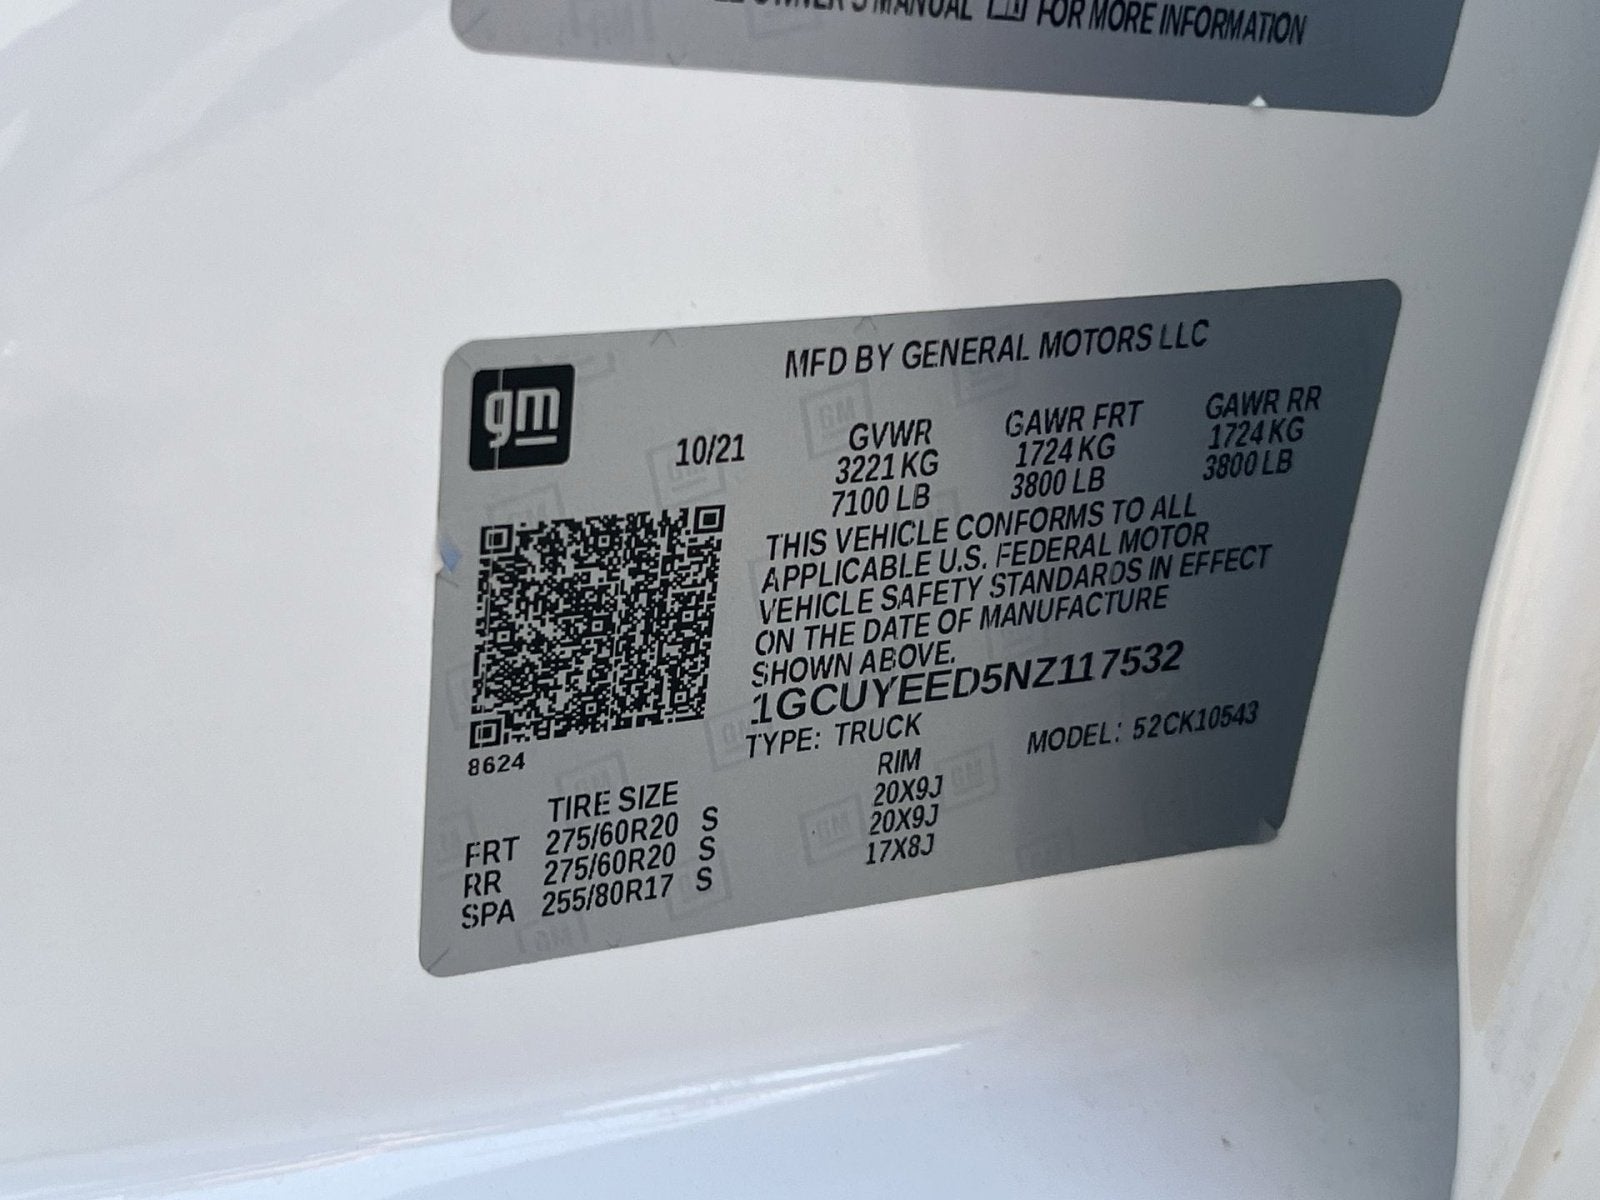 OWNER'S MANUAL FOR MORE INFORMATION
gm
MFD BY GENERAL MOTORS LLC
10/21
GVWR GAWR FRT GAWR RR
3221 KG 1724 KG 1724 KG
7100 LB 3800 LB 3800 LB
THIS VEHICLE CONFORMS TO ALL
APPLICABLE U.S. FEDERAL MOTOR
VEHICLE SAFETY STANDARDS IN EFFECT
ON THE DATE OF MANUFACTURE
SHOWN ABOVE.
1GCUYEED5NZ117532
TYPE: TRUCK MODEL: 52CK10543
8624
TIRE SIZE RIM
FRT 275/60R20 S 20X9J
RR 275/60R20 S 20X9J
SPA 255/80R17 S 17X8J